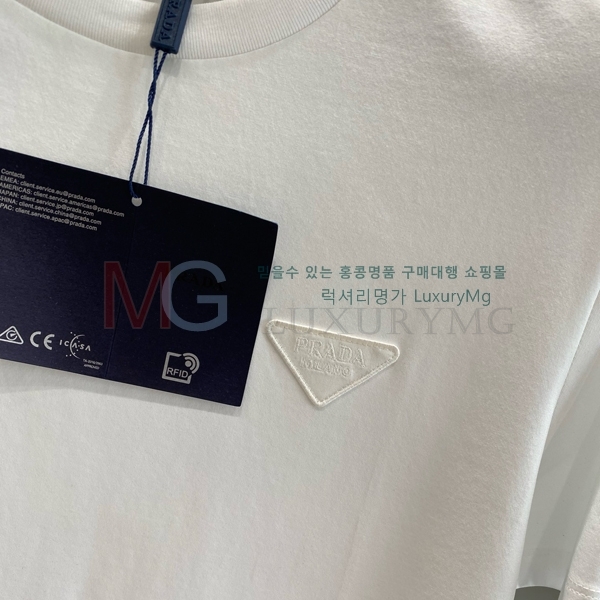 PRADA
Contacts
EMEA: client.service.eu@prada.com
AMERICAS: client.service.americas@prada.com
JAPAN: client.service.jp@prada.com
CHINA: client.service.china@prada.com
APAC: client.service.apac@prada.com
믿을수 있는 홍콩명품 구매대행 쇼핑몰
MG
럭셔리명가 LuxuryMg
LUXURYMG
CE ICASA
APPROVED
RFID
PRADA